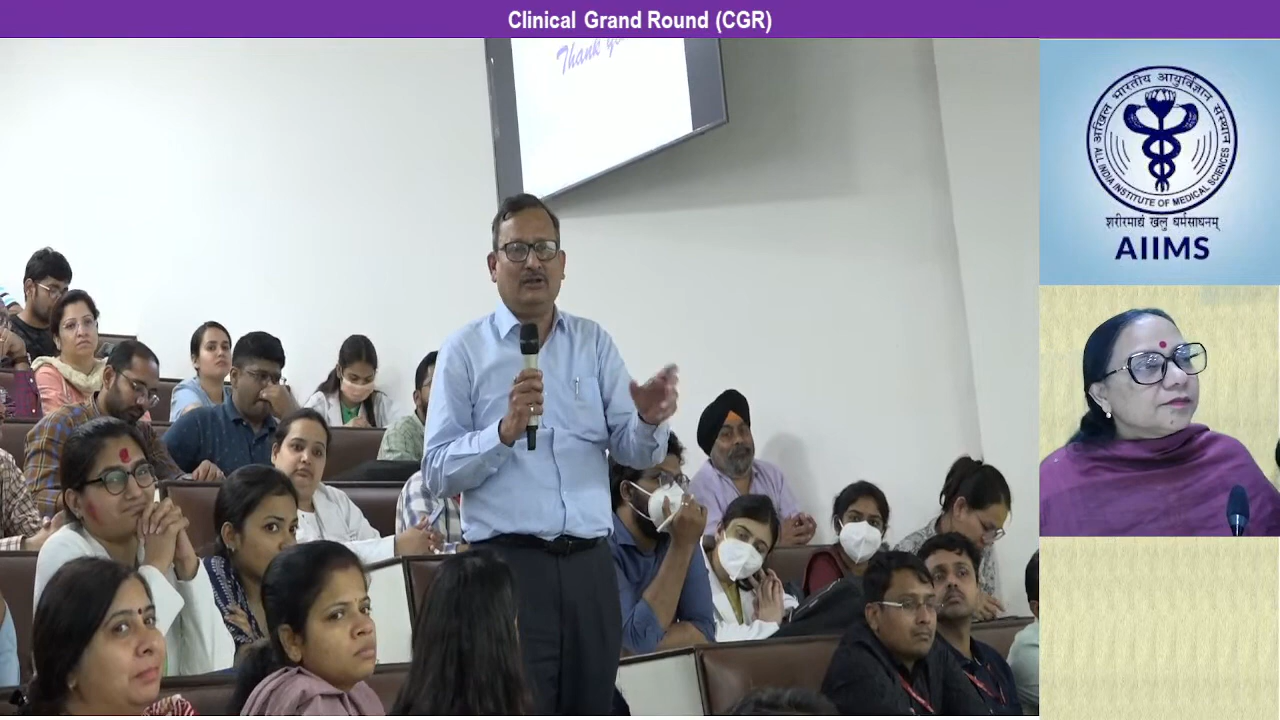 Clinical Grand Round (CGR)
Thank
अखिल भारतीय आयुर्विज्ञान संस्थान
ALL INDIA INSTITUTE OF MEDICAL SCIENCES
शरीरमाद्यं खलु धर्मसाधनम्
AIIMS